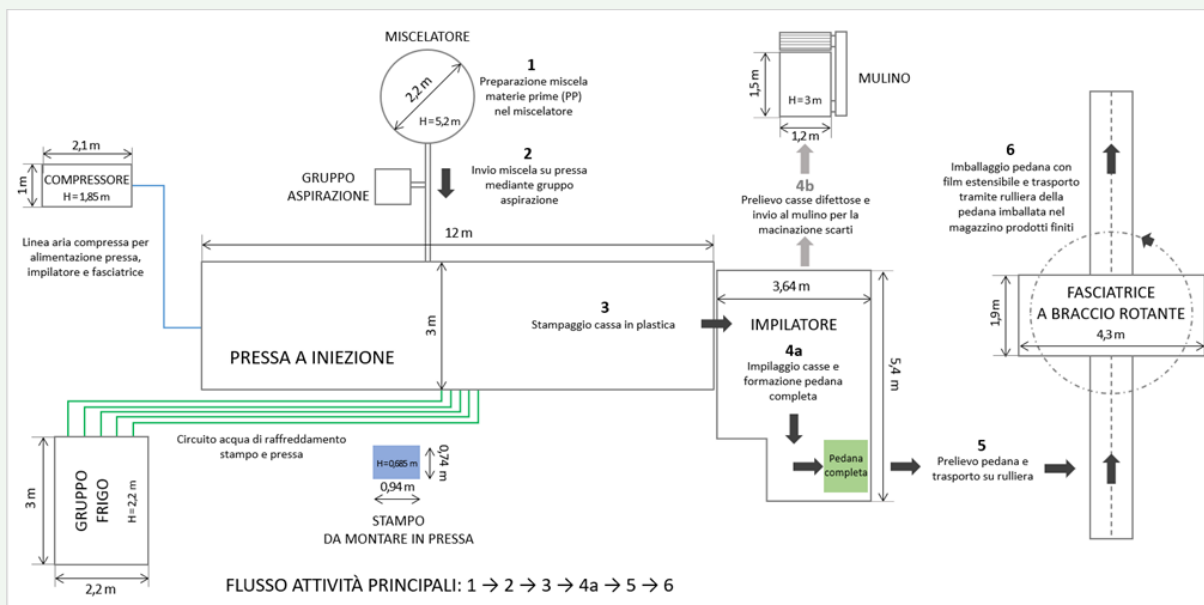 MISCELATORE
2,2 m
H=5,2 m
1
Preparazione miscela
materie prime (PP)
nel miscelatore
2
Invio miscela su pressa
mediante gruppo
aspirazione
GRUPPO
ASPIRAZIONE
2,1 m
1 m
COMPRESSORE
H=1,85 m
Linea aria compressa per
alimentazione pressa,
impilatore e fasciatrice
12 m
3 m
PRESSA A INIEZIONE
3
Stampaggio cassa in plastica
1,5 m
H=3 m
1,2 m
MULINO
4b
Prelievo casse difettose e
invio al mulino per la
macinazione scarti
3,64 m
IMPILATORE
4a
Impilaggio casse e
formazione pedana
completa
Pedana
completa
5,4 m
5
Prelievo pedana e
trasporto su rulliera
6
Imballaggio pedana con
film estensibile e trasporto
tramite rulliera della
pedana imballata nel
magazzino prodotti finiti
1,9 m
FASCIATRICE
A BRACCIO ROTANTE
4,3 m
Circuito acqua di raffreddamento
stampo e pressa
3 m
GRUPPO
FRIGO
H=2,2 m
2,2 m
H=0,685 m
0,74 m
0,94 m
STAMPO
DA MONTARE IN PRESSA
FLUSSO ATTIVITÀ PRINCIPALI: 1 → 2 → 3 → 4a → 5 → 6